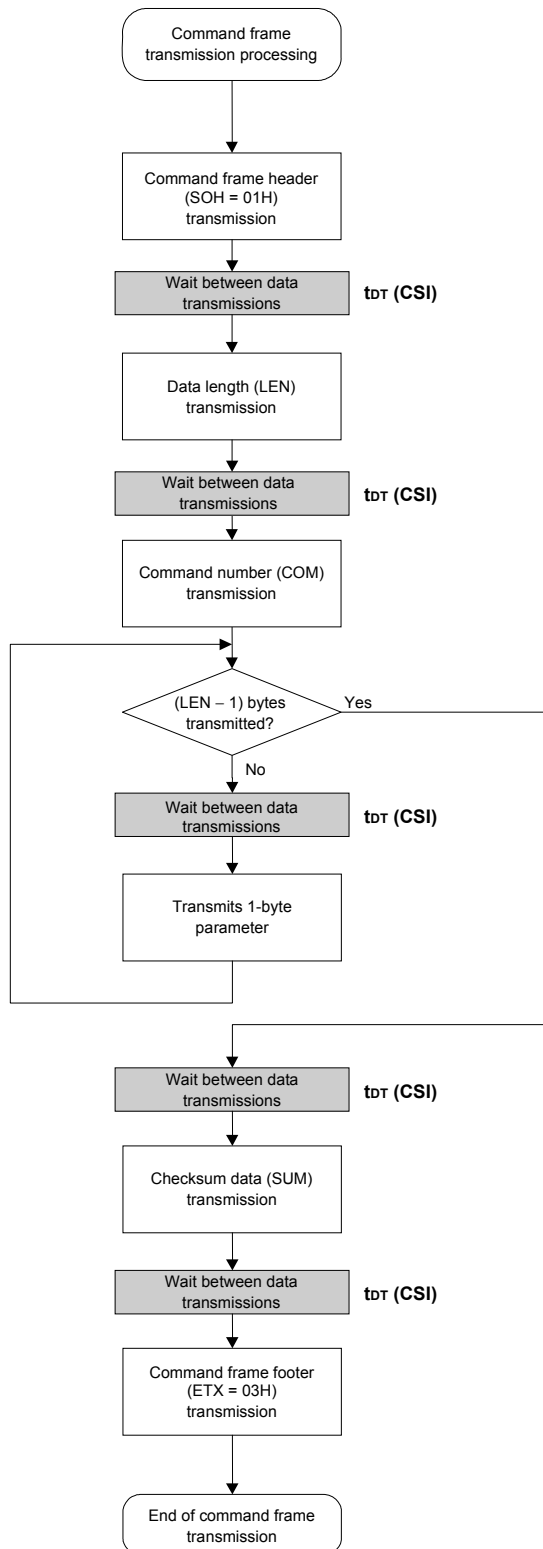 Command frame
transmission processing
Command frame header
(SOH = 01H)
transmission
Wait between data
transmissions
tDT (CSI)
Data length (LEN)
transmission
Wait between data
transmissions
tDT (CSI)
Command number (COM)
transmission
(LEN – 1) bytes
transmitted?
Yes
No
Wait between data
transmissions
tDT (CSI)
Transmits 1-byte
parameter
Wait between data
transmissions
tDT (CSI)
Checksum data (SUM)
transmission
Wait between data
transmissions
tDT (CSI)
Command frame footer
(ETX = 03H)
transmission
End of command frame
transmission